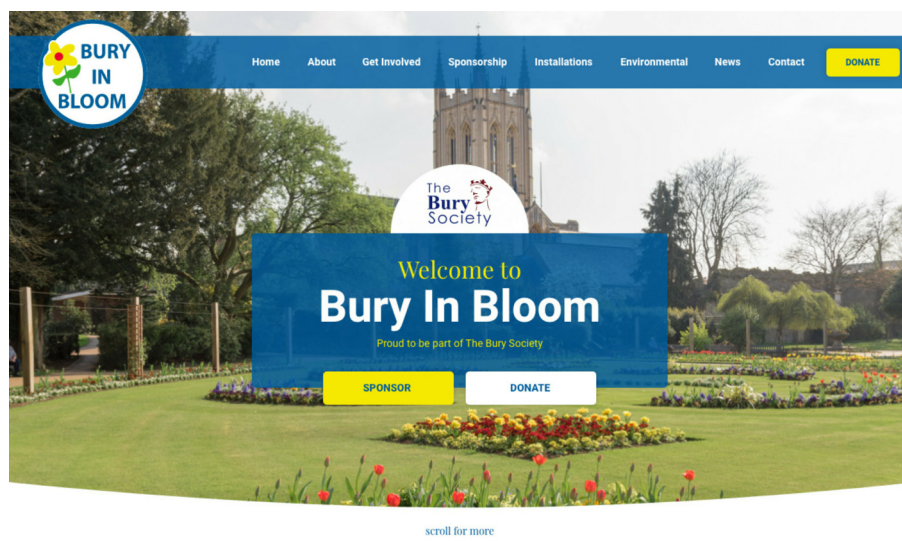 BURY
IN
BLOOM
Home About Get Involved Sponsorship Installations Environmental News Contact DONATE
The
Bury
Society
Welcome to
Bury In Bloom
Proud to be part of The Bury Society
SPONSOR DONATE
scroll for more